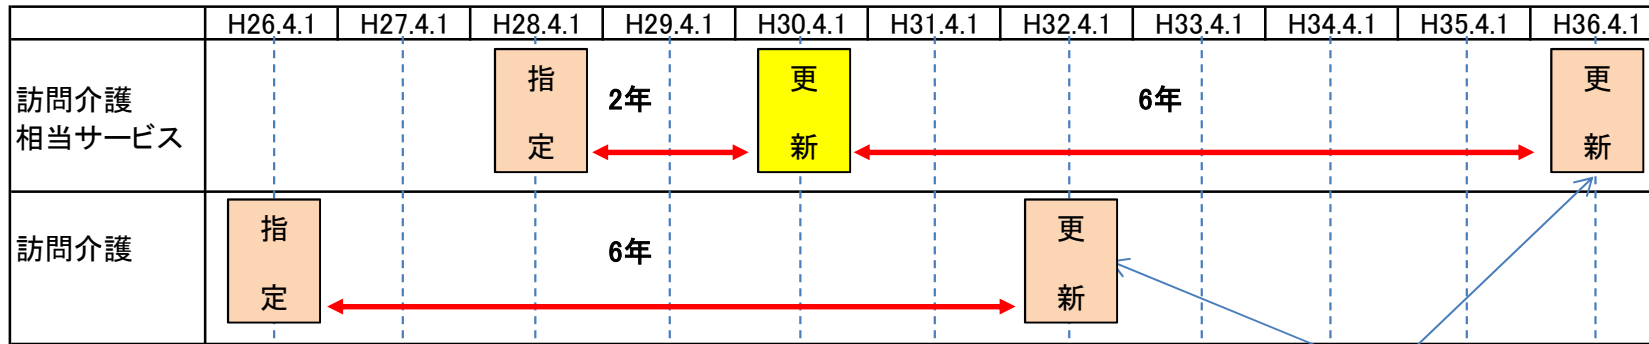 H26.4.1 H27.4.1 H28.4.1 H29.4.1 H30.4.1 H31.4.1 H32.4.1 H33.4.1 H34.4.1 H35.4.1 H36.4.1
訪問介護
相当サービス
指
定
2年
更
新
6年
更
新
訪問介護
指
定
6年
更
新